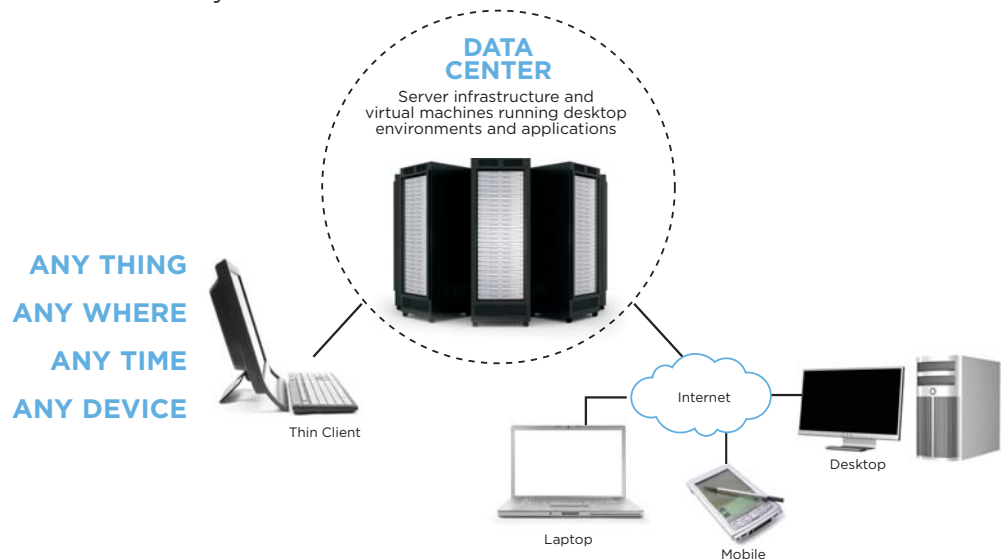 DATA
CENTER
Server infrastructure and
virtual machines running desktop
environments and applications
ANY THING
ANY WHERE
ANY TIME
ANY DEVICE
Thin Client
Internet
Desktop
Laptop
Mobile